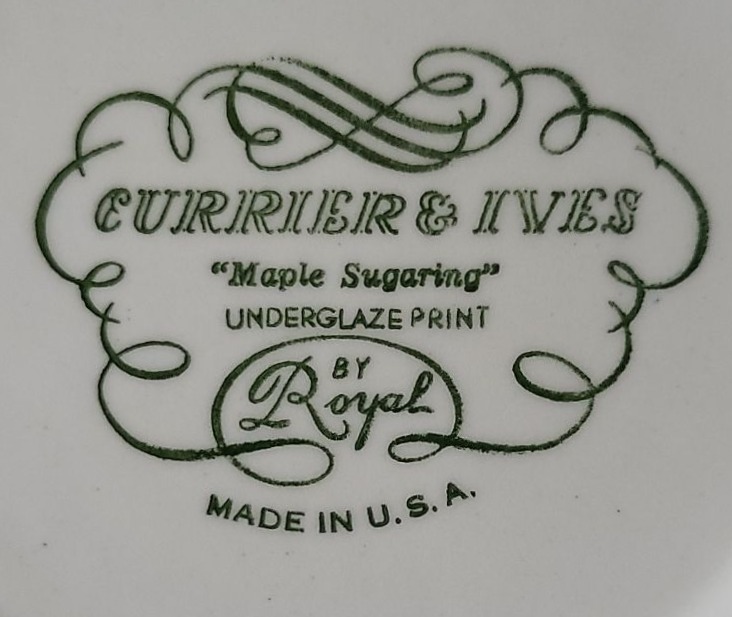 CURRIER & IVES
"Maple Sugaring"
UNDERGLAZE PRINT
BY
Royal
MADE IN U.S.A.